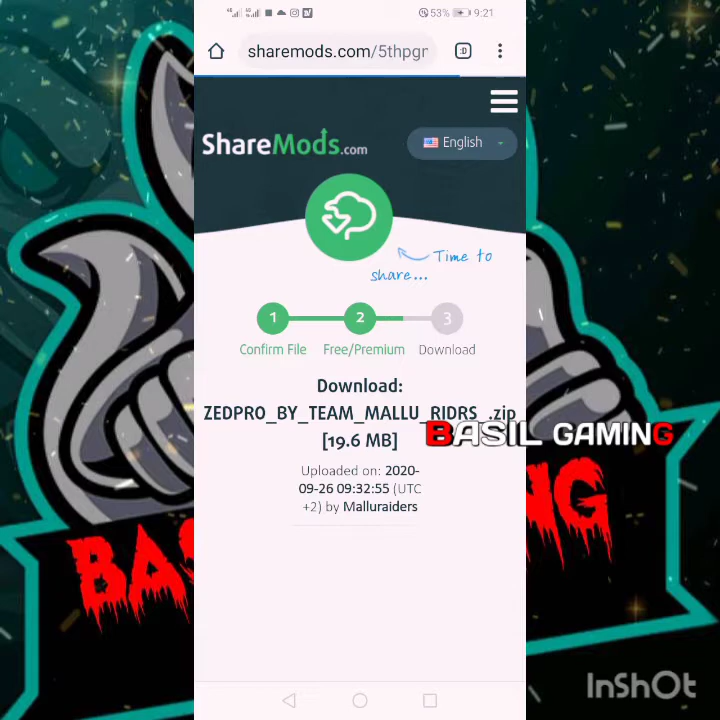 53% 9:21
sharemods.com/5thpgr
:D
ShareMods.com
English
Time to
share...
1 2 3
Confirm File Free/Premium Download
Download:
ZEDPRO_BY_TEAM_MALLU_RIDRS_.zip
[19.6 MB]
BASIL GAMING
Uploaded on: 2020-
09-26 09:32:55 (UTC
+2) by Malluraiders
BAS
NG
InShOt